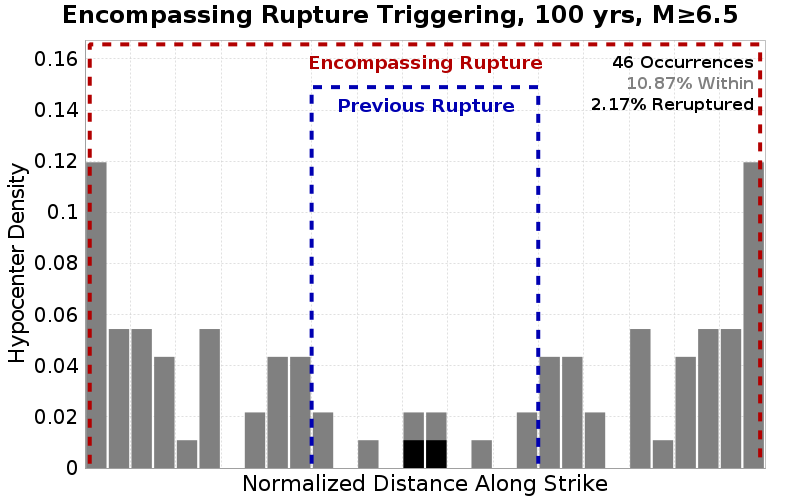 Encompassing Rupture Triggering, 100 yrs, M≥6.5
Hypocenter Density
0.16
0.14
0.12
0.1
0.08
0.06
0.04
0.02
0
Encompassing Rupture
Previous Rupture
46 Occurrences
10.87% Within
2.17% Reruptured
Normalized Distance Along Strike